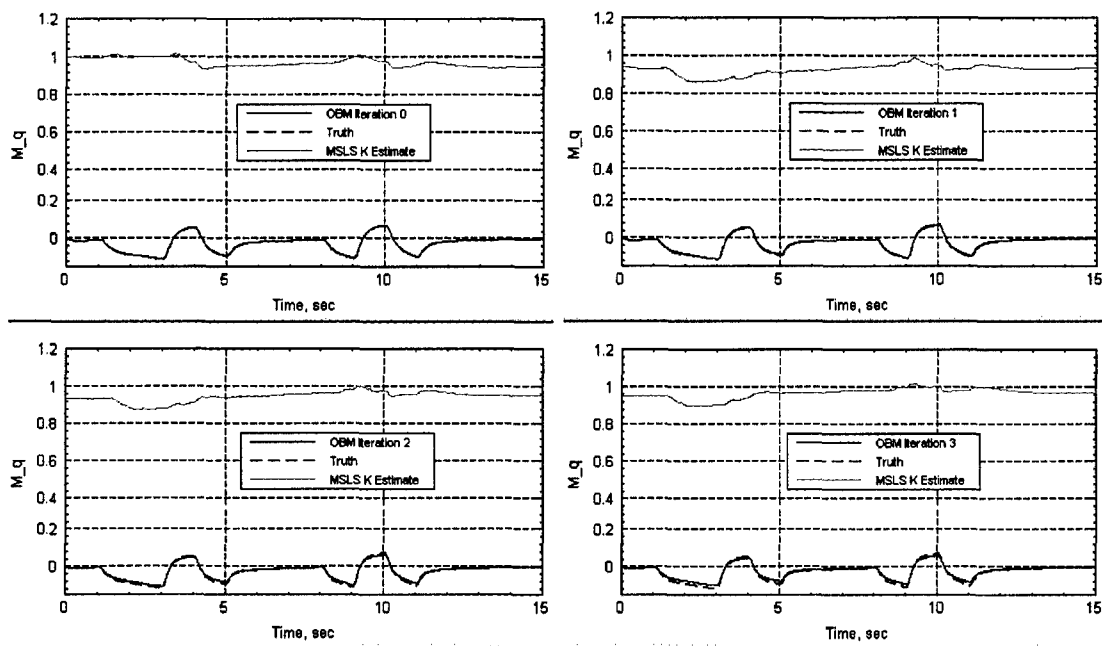 1.2
1
0.8
0.6
0.4
0.2
0
M_q
OBM Iteration 0
Truth
MSLS K Estimate
0
5
10
15
Time, sec
1.2
1
0.8
0.6
0.4
0.2
0
M_q
OBM Iteration 1
Truth
MSLS K Estimate
0
5
10
15
Time, sec
1.2
1
0.8
0.6
0.4
0.2
0
M_q
OBM Iteration 2
Truth
MSLS K Estimate
0
5
10
15
Time, sec
1.2
1
0.8
0.6
0.4
0.2
0
M_q
OBM Iteration 3
Truth
MSLS K Estimate
0
5
10
15
Time, sec